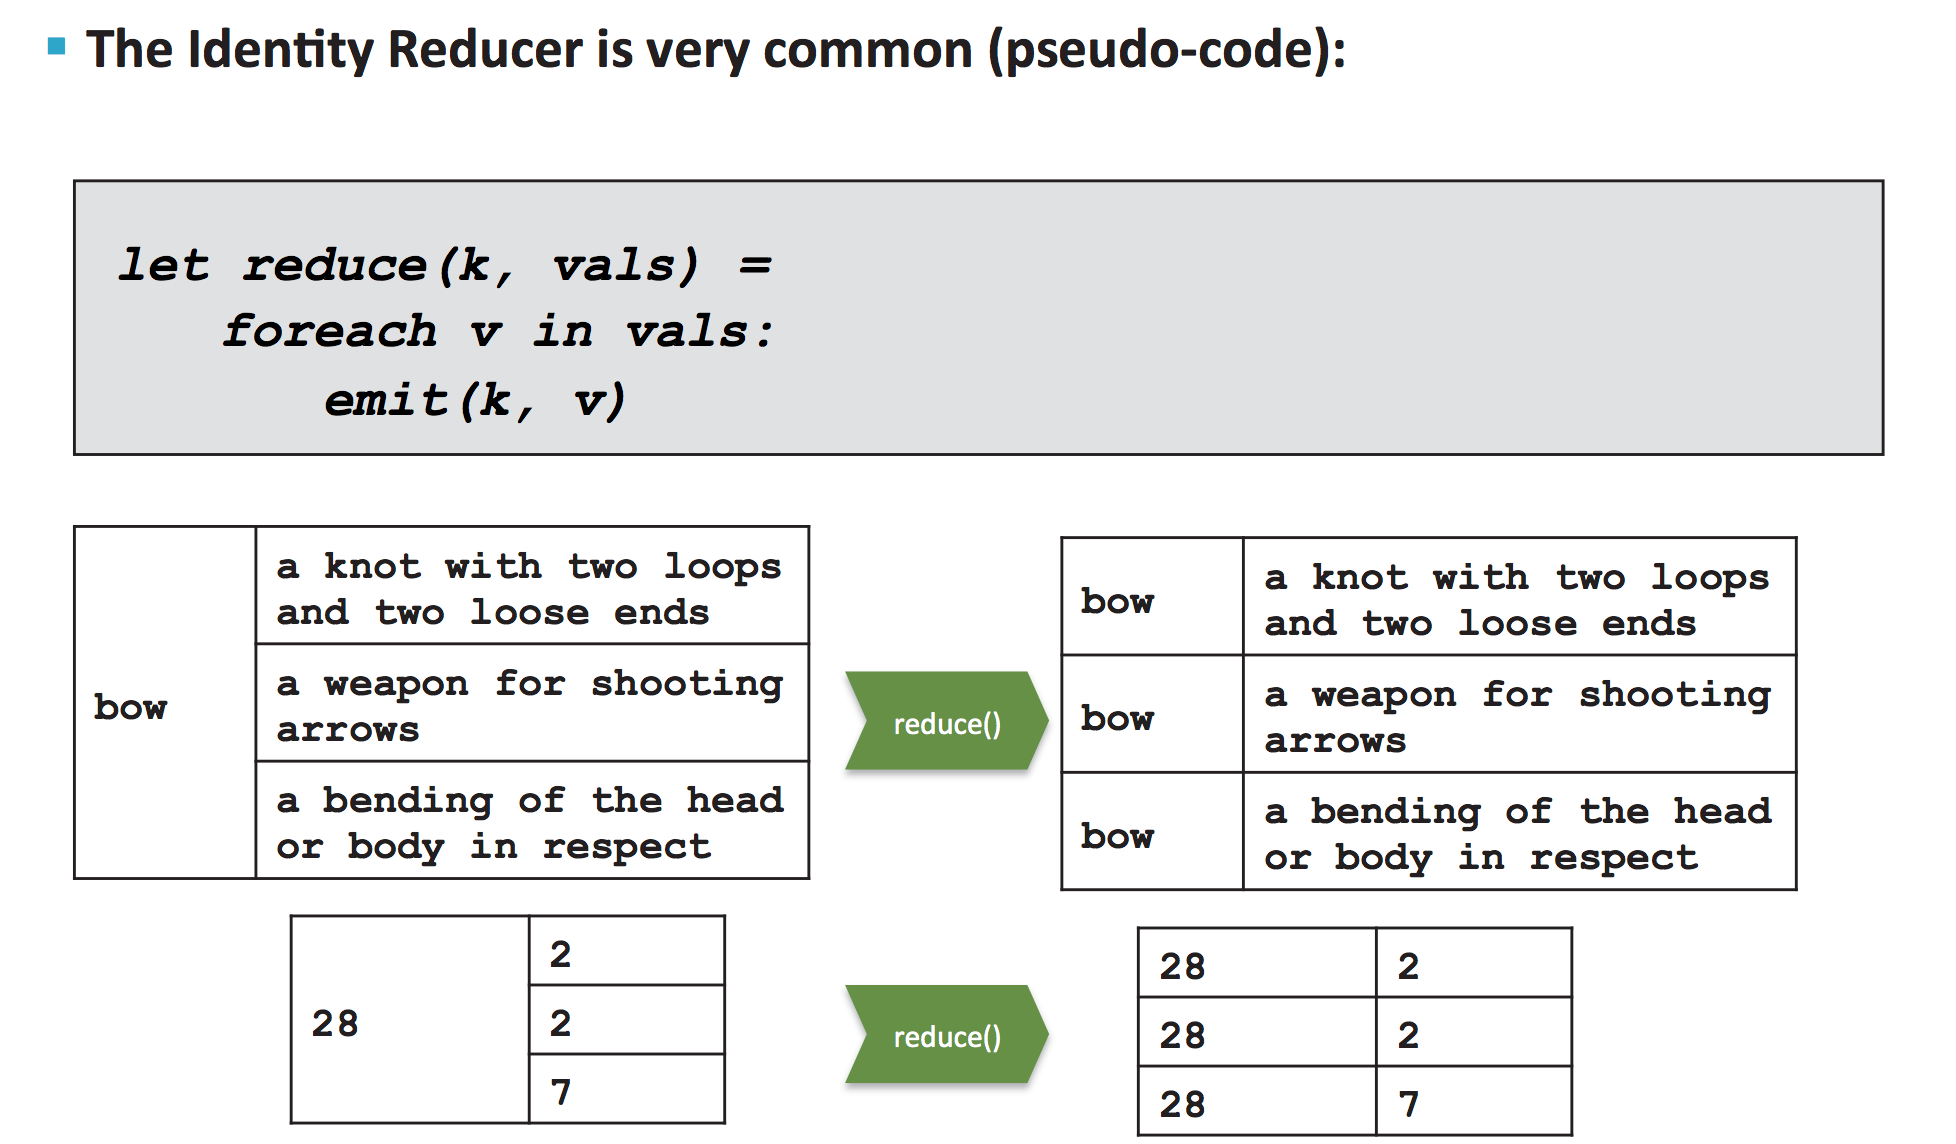 The Identity Reducer is very common (pseudo-code):
let reduce(k, vals) =
foreach v in vals:
emit(k, v)
bow
a knot with two loops
and two loose ends
a weapon for shooting
arrows
a bending of the head
or body in respect
reduce()
bow
a knot with two loops
and two loose ends
bow
a weapon for shooting
arrows
bow
a bending of the head
or body in respect
28
2
2
7
reduce()
28 2
28 2
28 7